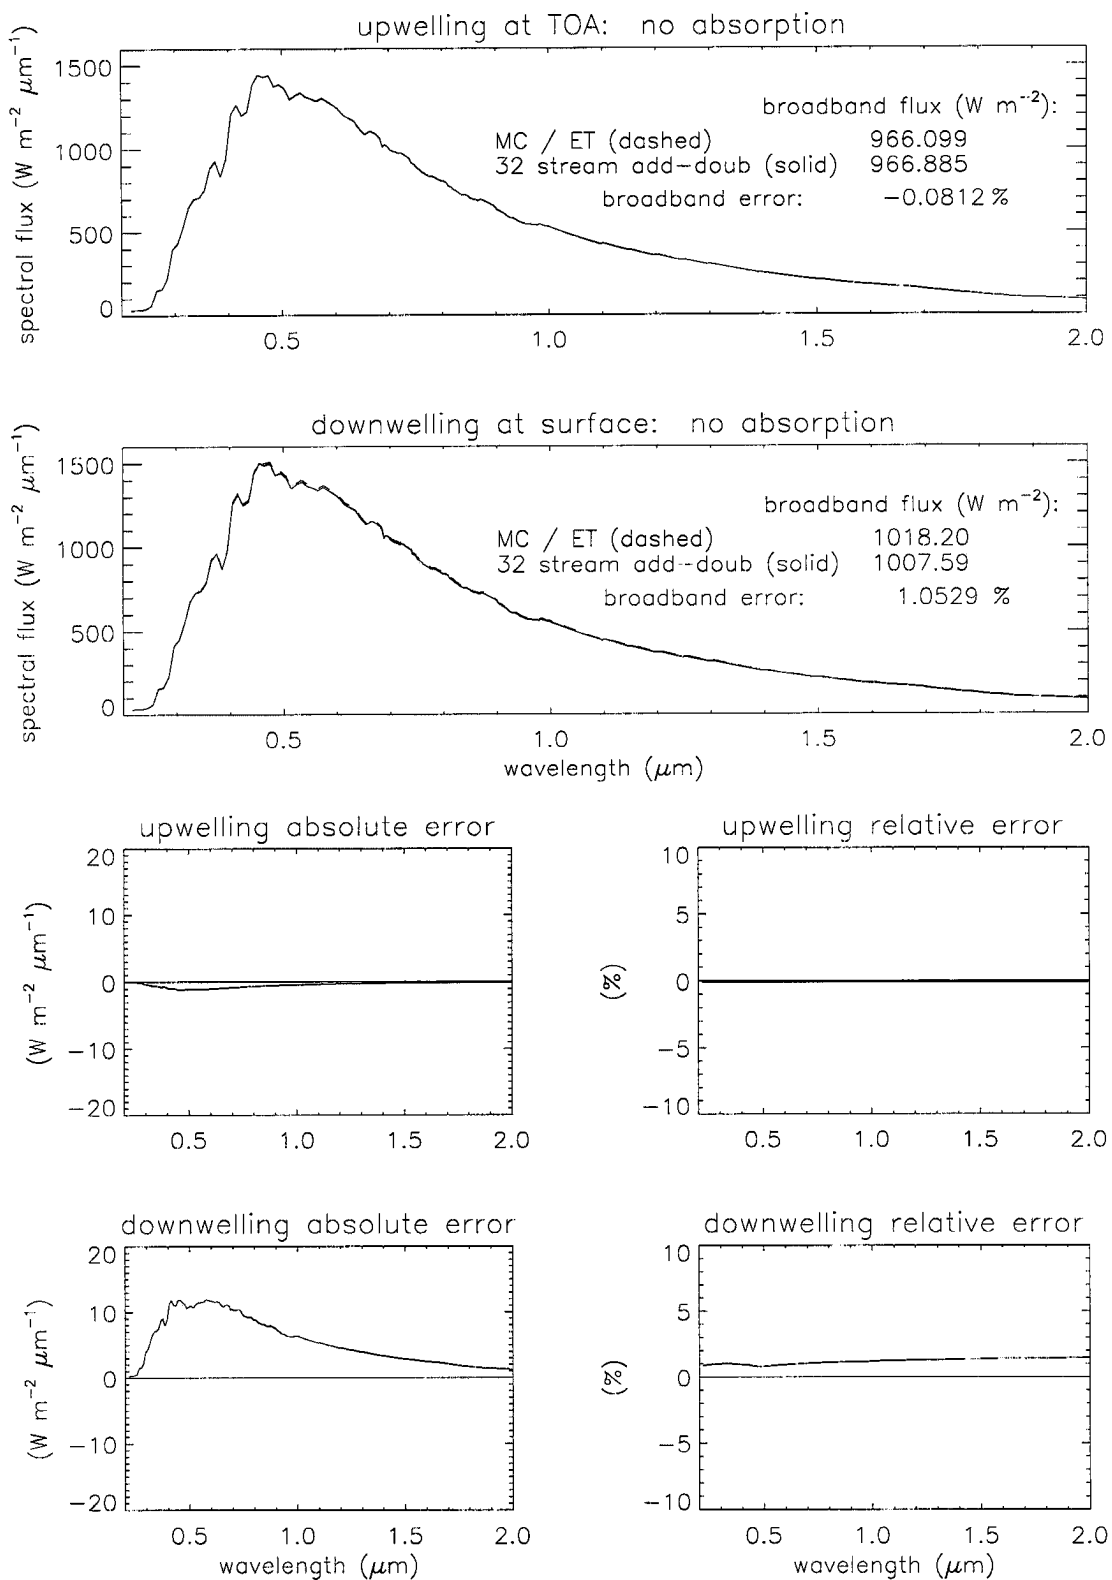 upwelling at TOA: no absorption
spectral flux (W m⁻² μm⁻¹)
1500
1000
500
0
broadband flux (W m⁻²):
MC / ET (dashed) 966.099
32 stream add-doub (solid) 966.885
broadband error: -0.0812 %
0.5 1.0 1.5 2.0
downwelling at surface: no absorption
spectral flux (W m⁻² μm⁻¹)
1500
1000
500
0
broadband flux (W m⁻²):
MC / ET (dashed) 1018.20
32 stream add--doub (solid) 1007.59
broadband error: 1.0529 %
0.5 1.0 1.5 2.0
wavelength (μm)
upwelling absolute error
(W m⁻² μm⁻¹)
20
10
0
-10
-20
0.5 1.0 1.5 2.0
upwelling relative error
(%)
10
5
0
-5
-10
0.5 1.0 1.5 2.0
downwelling absolute error
(W m⁻² μm⁻¹)
20
10
0
-10
-20
0.5 1.0 1.5 2.0
wavelength (μm)
downwelling relative error
(%)
10
5
0
-5
-10
0.5 1.0 1.5 2.0
wavelength (μm)